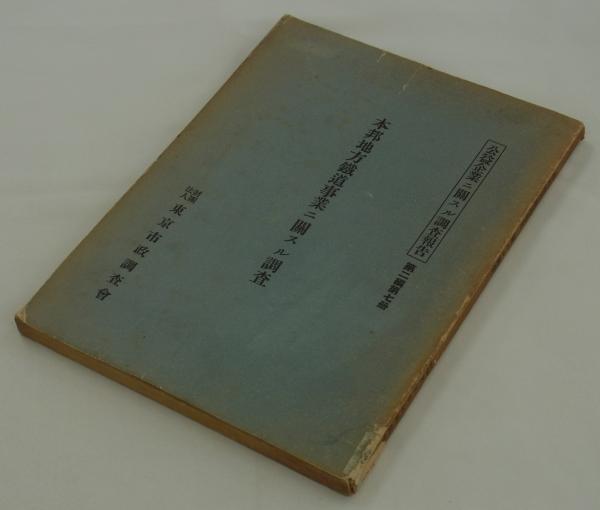 公益企業ニ關スル調査報告 第二編第七册
本邦地方鐵道事業ニ關スル調査
財團法人 東京市政調査會